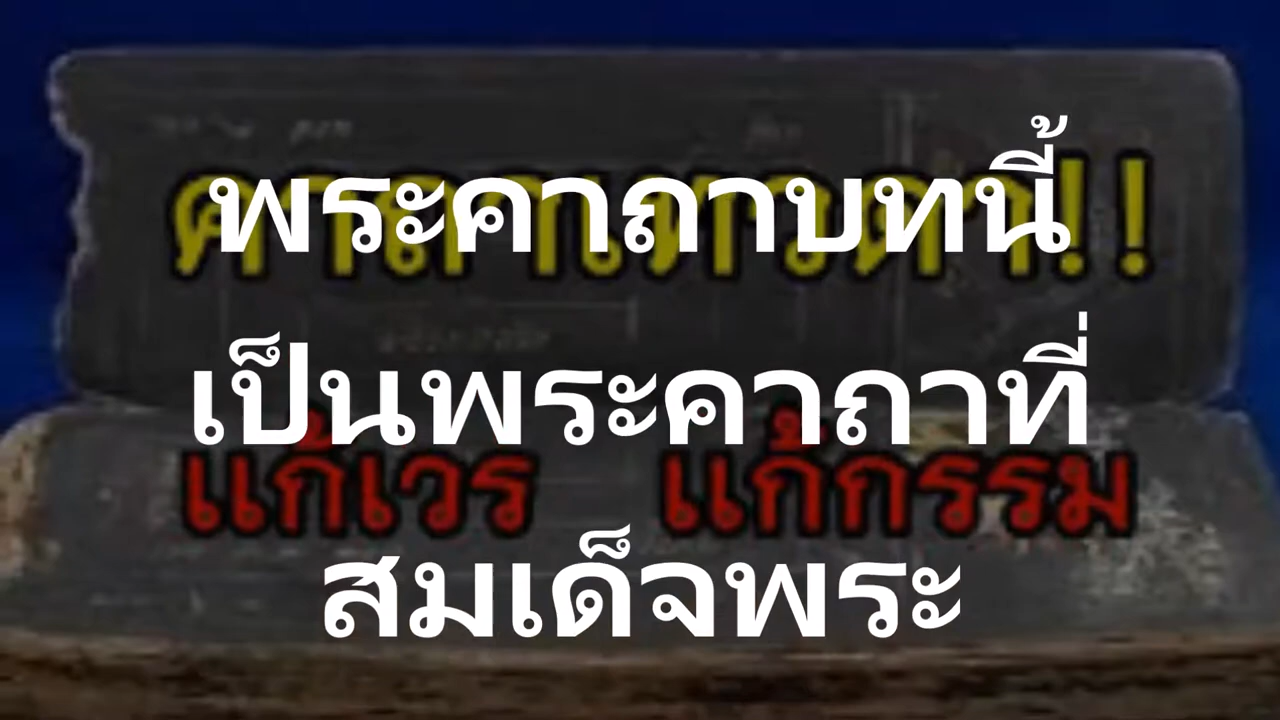 พระคาถาบทนี้
เป็นพระคาถาที่
แก้เวร แก้กรรม
สมเด็จพระ